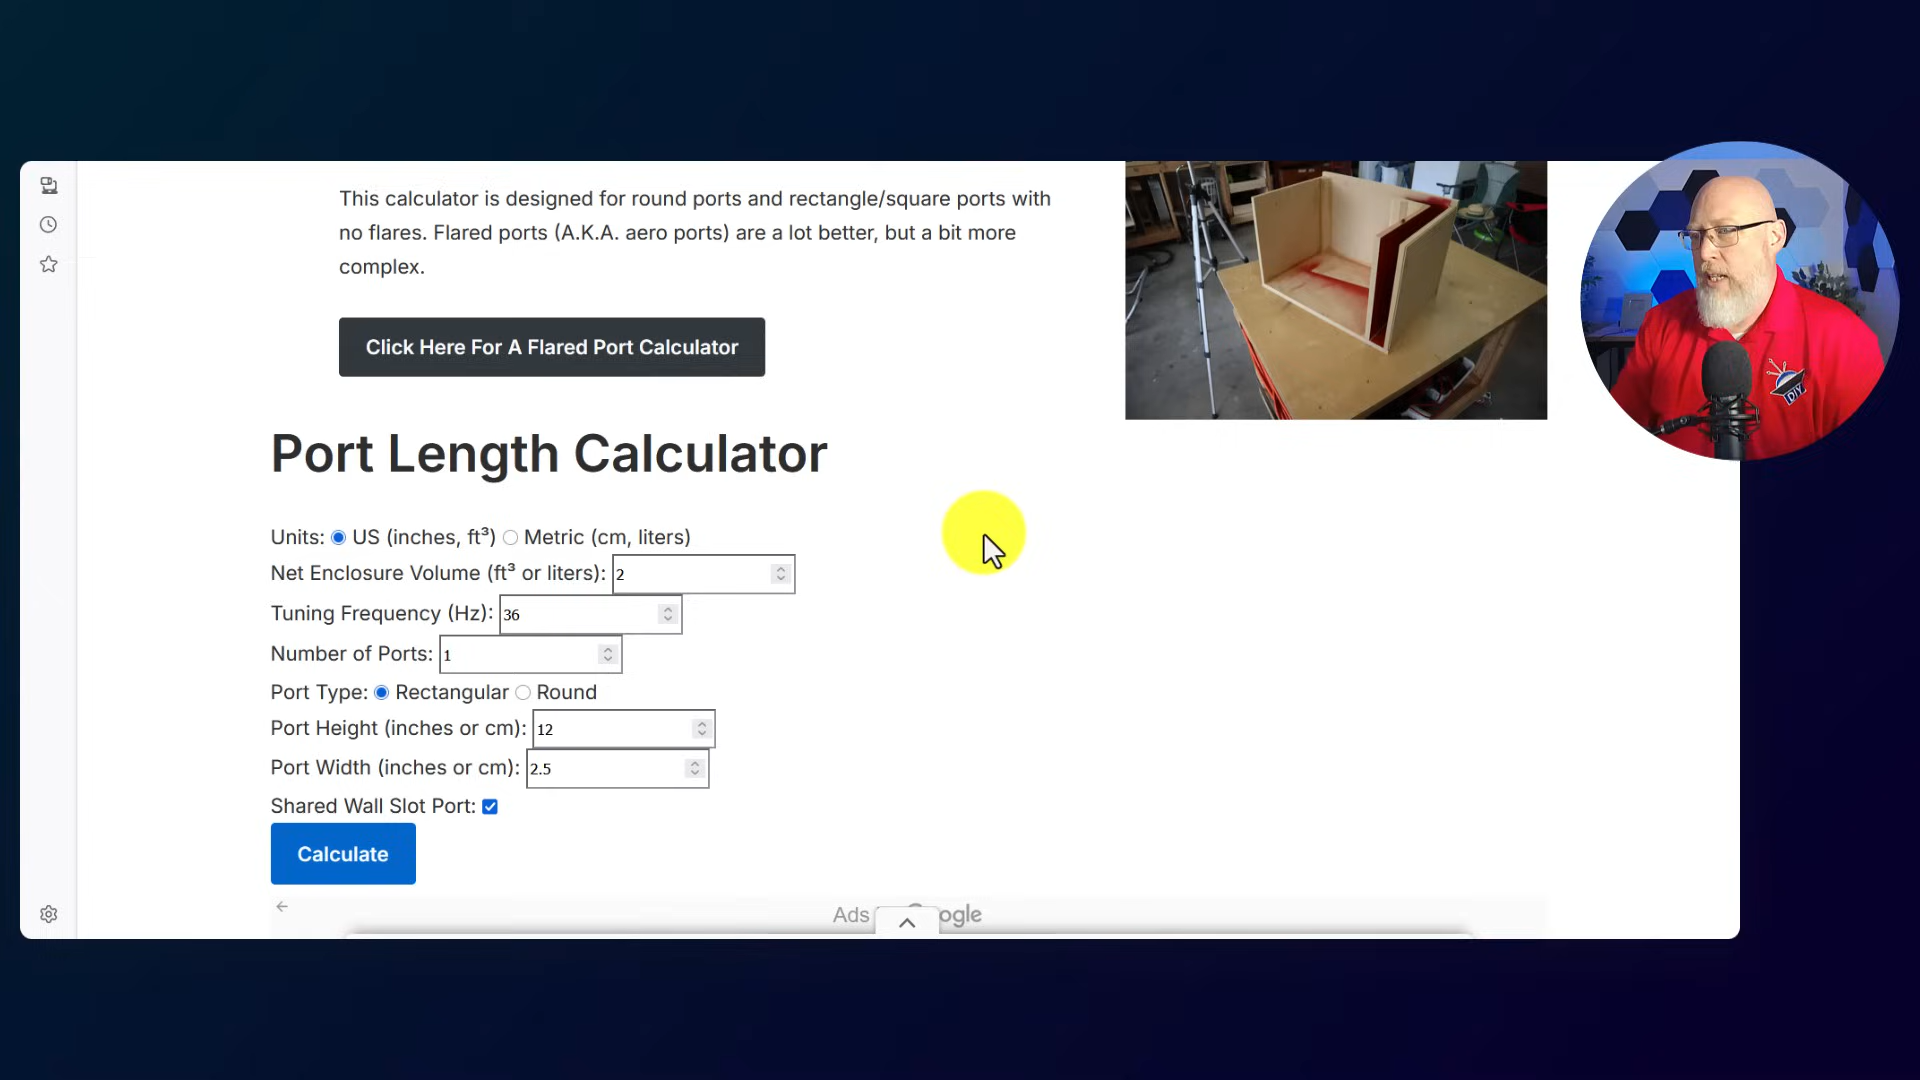 This calculator is designed for round ports and rectangle/square ports with
no flares. Flared ports (A.K.A. aero ports) are a lot better, but a bit more
complex.
Click Here For A Flared Port Calculator
Port Length Calculator
Units: US (inches, ft³) Metric (cm, liters)
Net Enclosure Volume (ft³ or liters): 2
Tuning Frequency (Hz): 36
Number of Ports: 1
Port Type: Rectangular Round
Port Height (inches or cm): 12
Port Width (inches or cm): 2.5
Shared Wall Slot Port:
Calculate
Ads
DIY